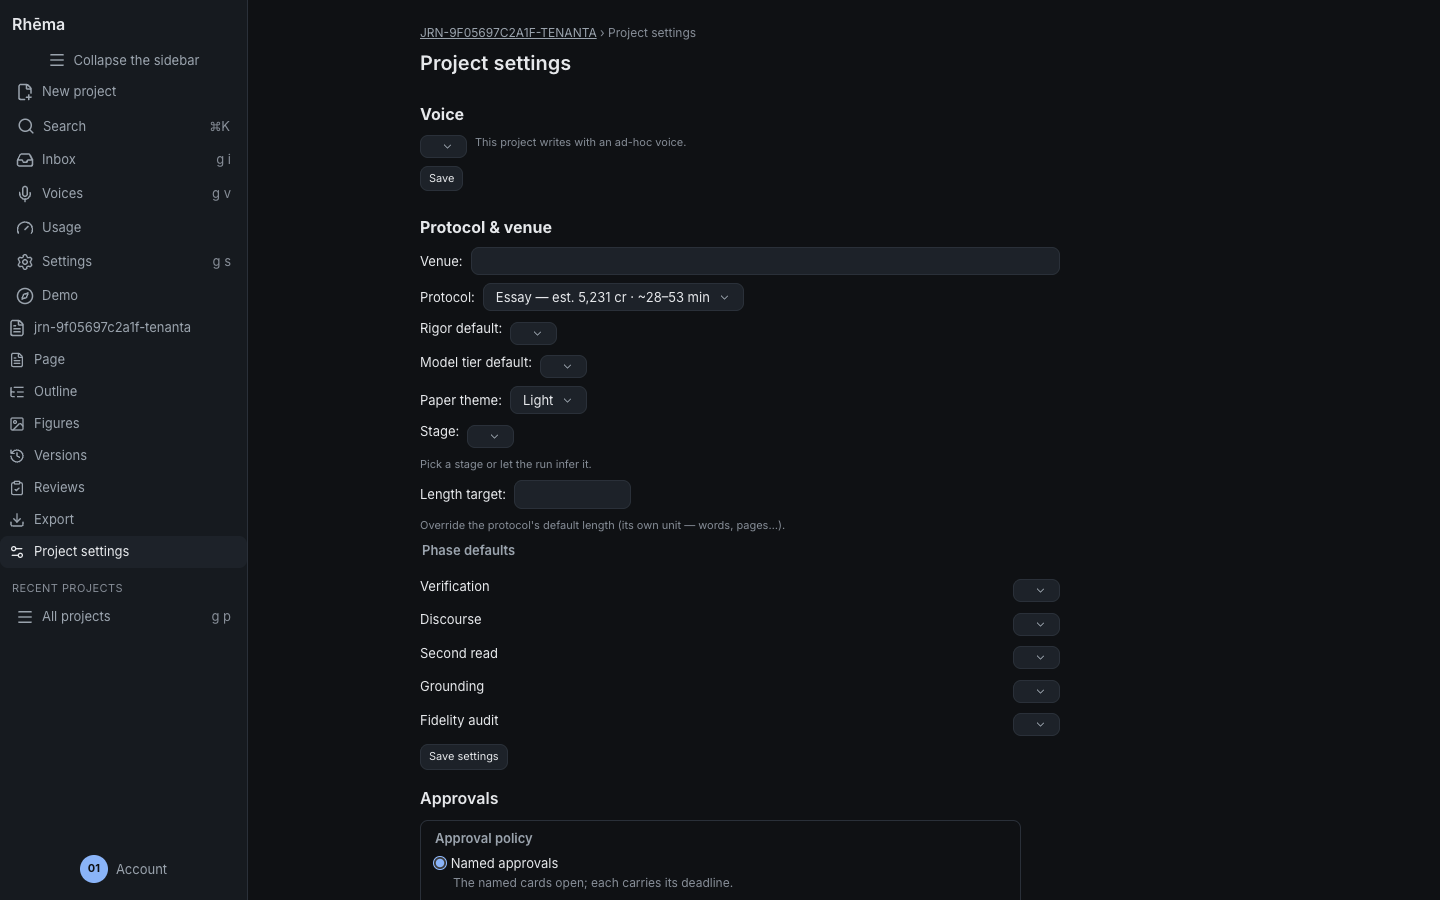 Rhēma
Collapse the sidebar
New project
Search ⌘K
Inbox g i
Voices g v
Usage
Settings g s
Demo
jrn-9f05697c2a1f-tenanta
Page
Outline
Figures
Versions
Reviews
Export
Project settings
RECENT PROJECTS
All projects g p
01 Account
JRN-9F05697C2A1F-TENANTA › Project settings
Project settings
Voice
This project writes with an ad-hoc voice.
Save
Protocol & venue
Venue:
Protocol: Essay — est. 5,231 cr · ~28–53 min
Rigor default:
Model tier default:
Paper theme: Light
Stage:
Pick a stage or let the run infer it.
Length target:
Override the protocol's default length (its own unit — words, pages…).
Phase defaults
Verification
Discourse
Second read
Grounding
Fidelity audit
Save settings
Approvals
Approval policy
Named approvals
The named cards open; each carries its deadline.